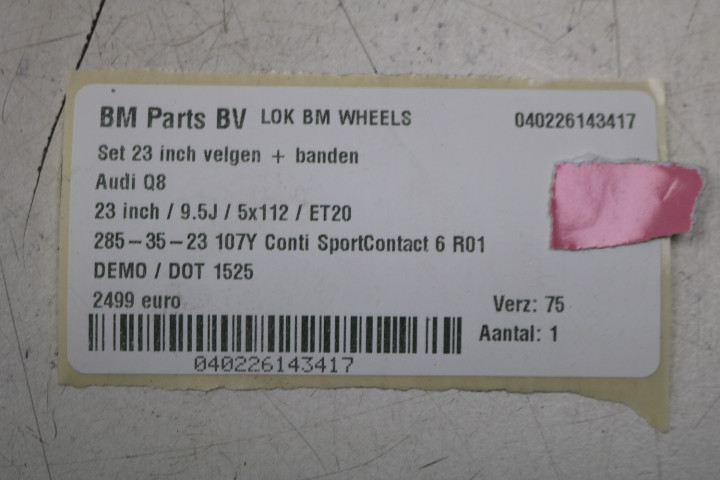 BM Parts BV LOK BM WHEELS 040226143417
Set 23 inch velgen + banden
Audi Q8
23 inch / 9.5J / 5x112 / ET20
285-35-23 107Y Conti SportContact 6 R01
DEMO / DOT 1525
2499 euro Verz: 75
Aantal: 1
040226143417